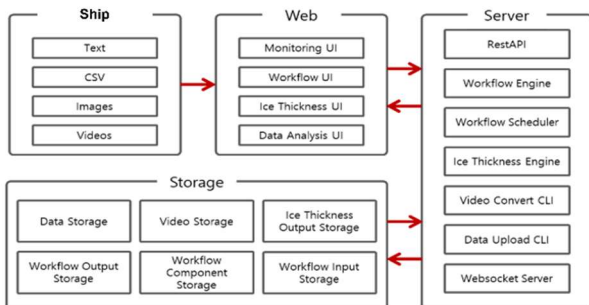 Ship
Text
CSV
Images
Videos
Web
Monitoring UI
Workflow UI
Ice Thickness UI
Data Analysis UI
Server
RestAPI
Workflow Engine
Workflow Scheduler
Ice Thickness Engine
Video Convert CLI
Data Upload CLI
Websocket Server
Storage
Data Storage
Video Storage
Ice Thickness
Output Storage
Workflow Output
Storage
Workflow
Component
Storage
Workflow Input
Storage